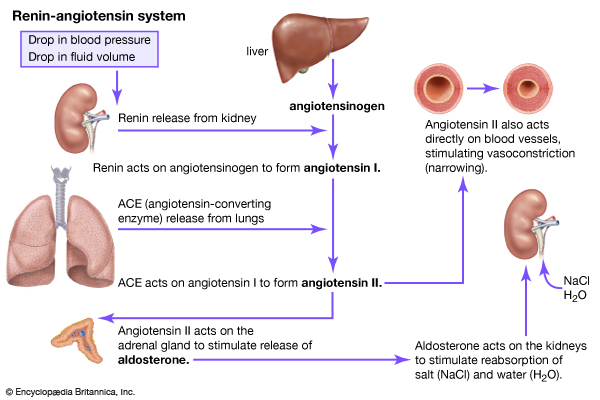 Renin-angiotensin system
Drop in blood pressure
Drop in fluid volume
liver
angiotensinogen
Renin release from kidney
Renin acts on angiotensinogen to form angiotensin I.
ACE (angiotensin-converting
enzyme) release from lungs
ACE acts on angiotensin I to form angiotensin II.
Angiotensin II also acts
directly on blood vessels,
stimulating vasoconstriction
(narrowing).
NaCl
H₂O
Angiotensin II acts on the
adrenal gland to stimulate release of
aldosterone.
Aldosterone acts on the kidneys
to stimulate reabsorption of
salt (NaCl) and water (H₂O).
© Encyclopædia Britannica, Inc.